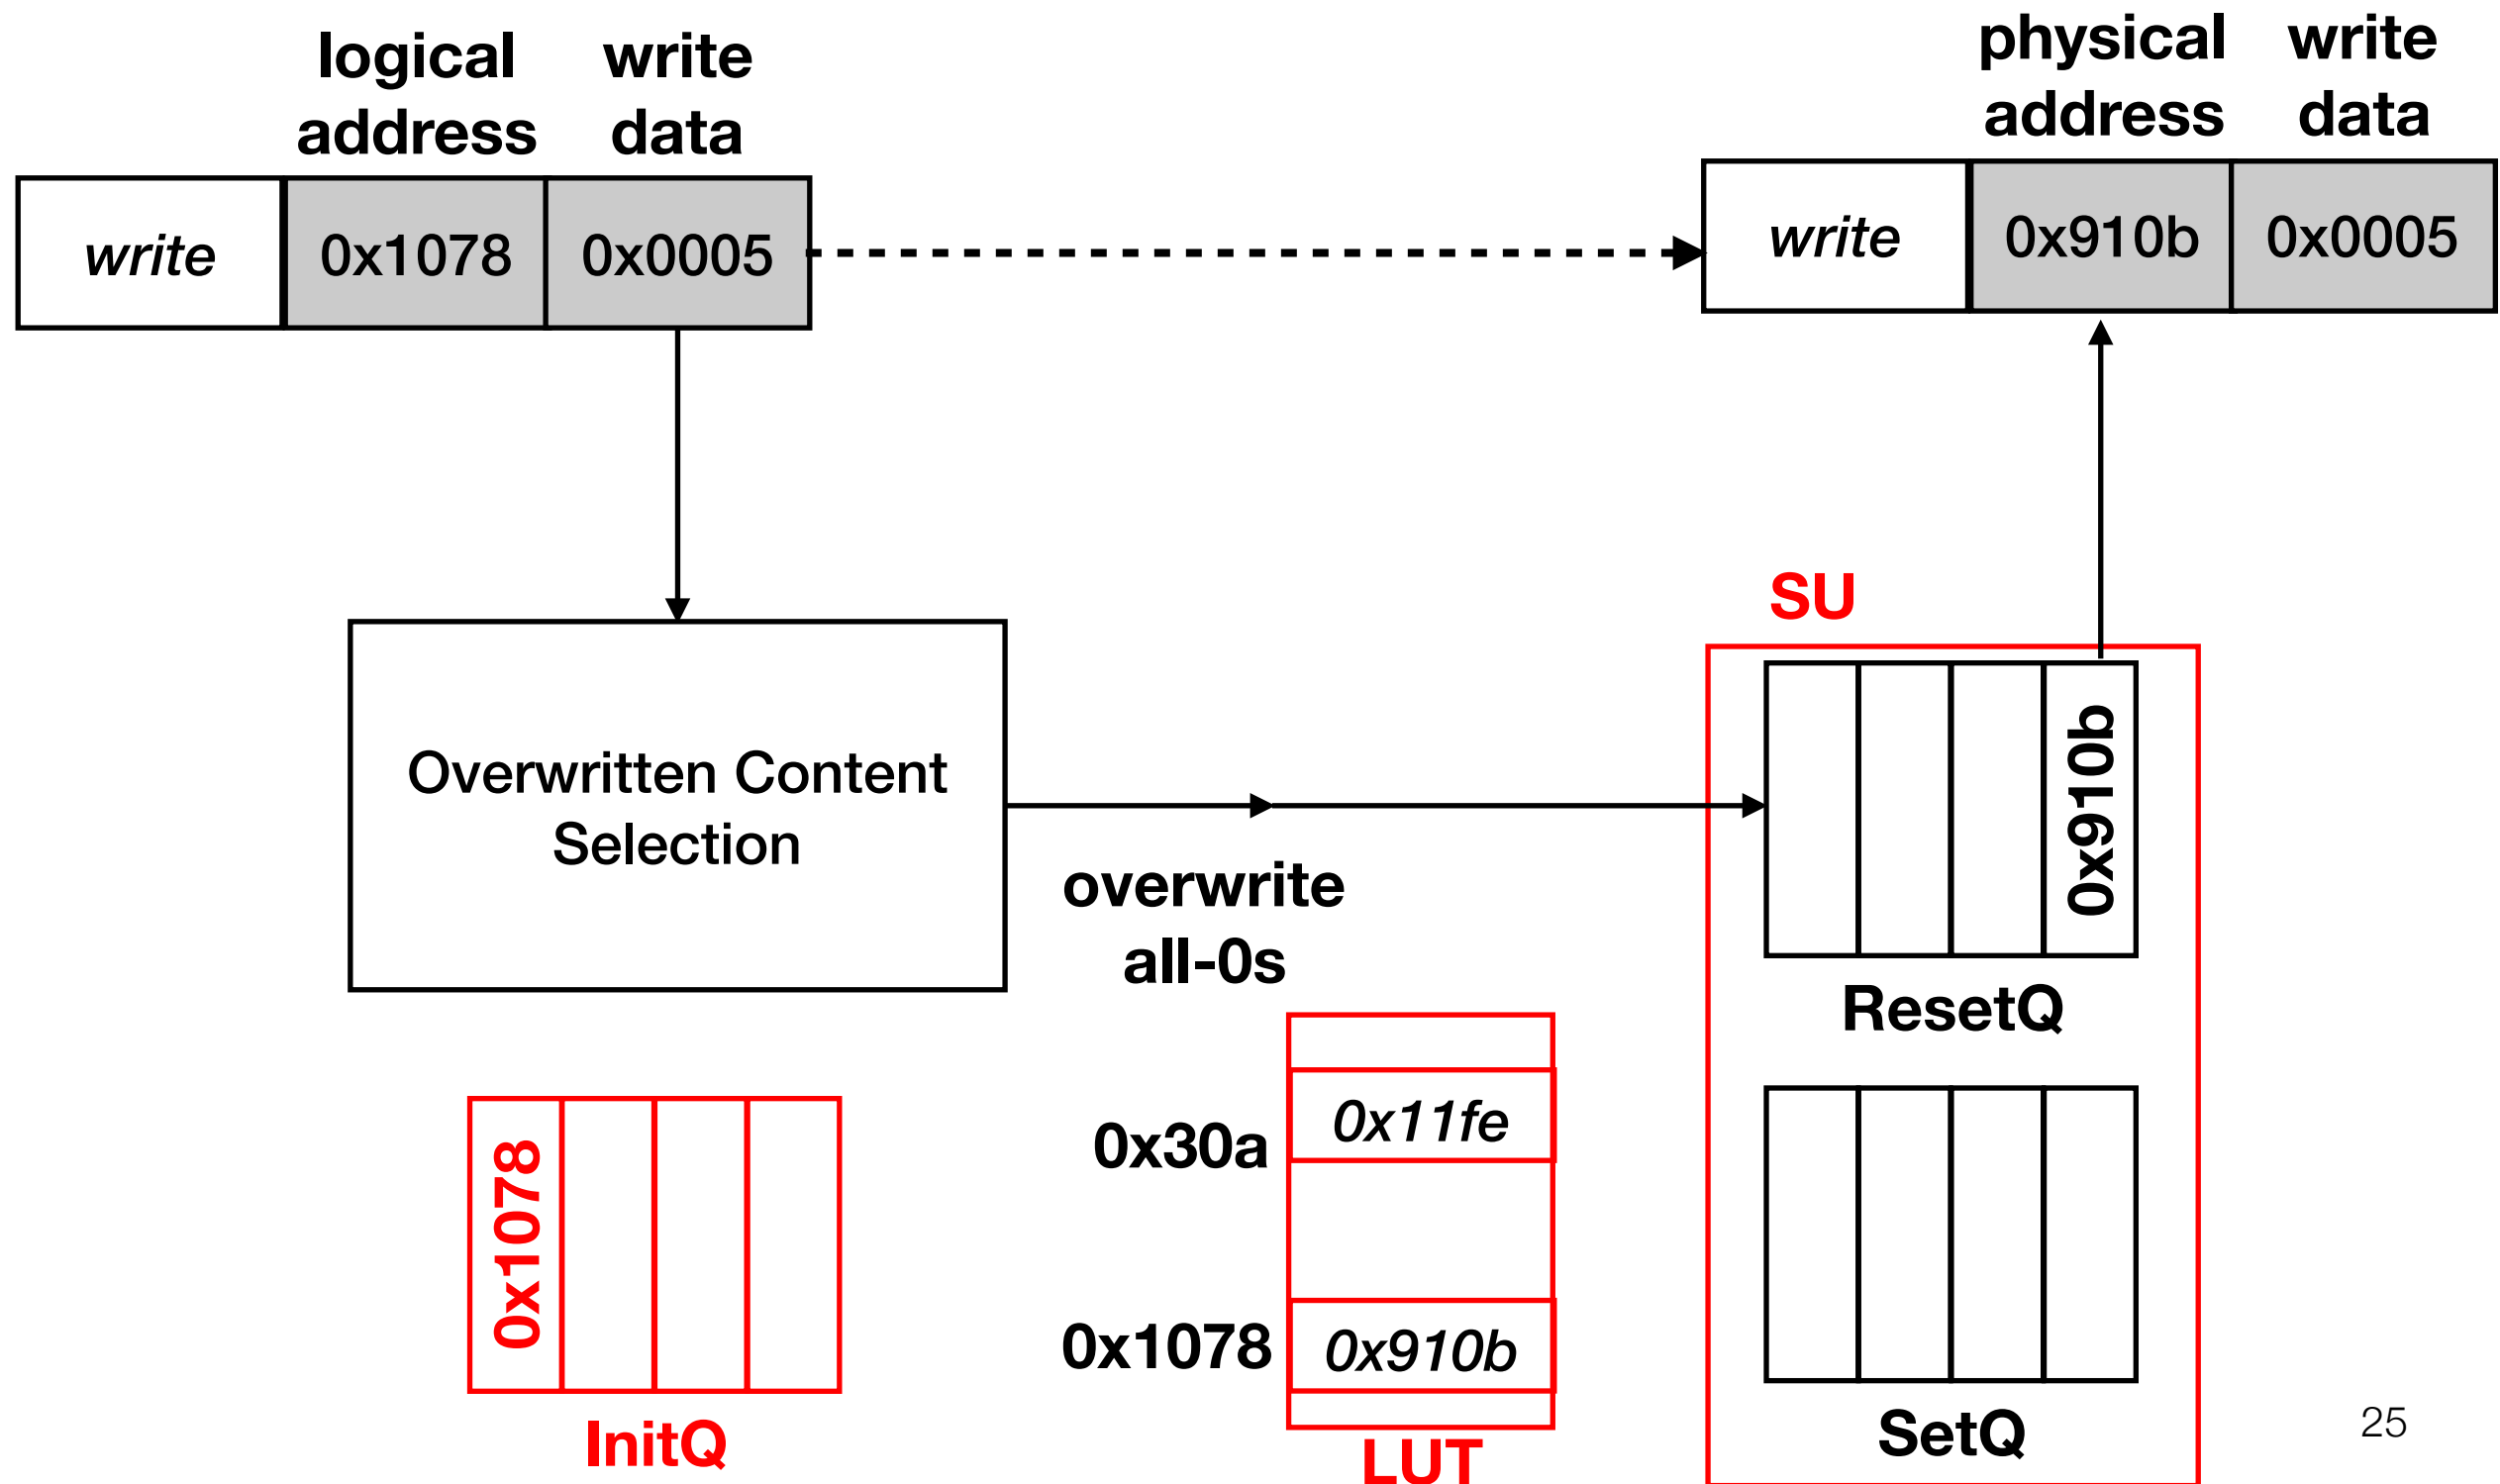 logical
address
write
data
physical
address
write
data
write
0x1078
0x0005
write
0x910b
0x0005
SU
Overwritten Content
Selection
overwrite
all-0s
0x910b
ResetQ
0x1078
InitQ
0x30a
0x11fe
0x1078
0x910b
LUT
SetQ
25